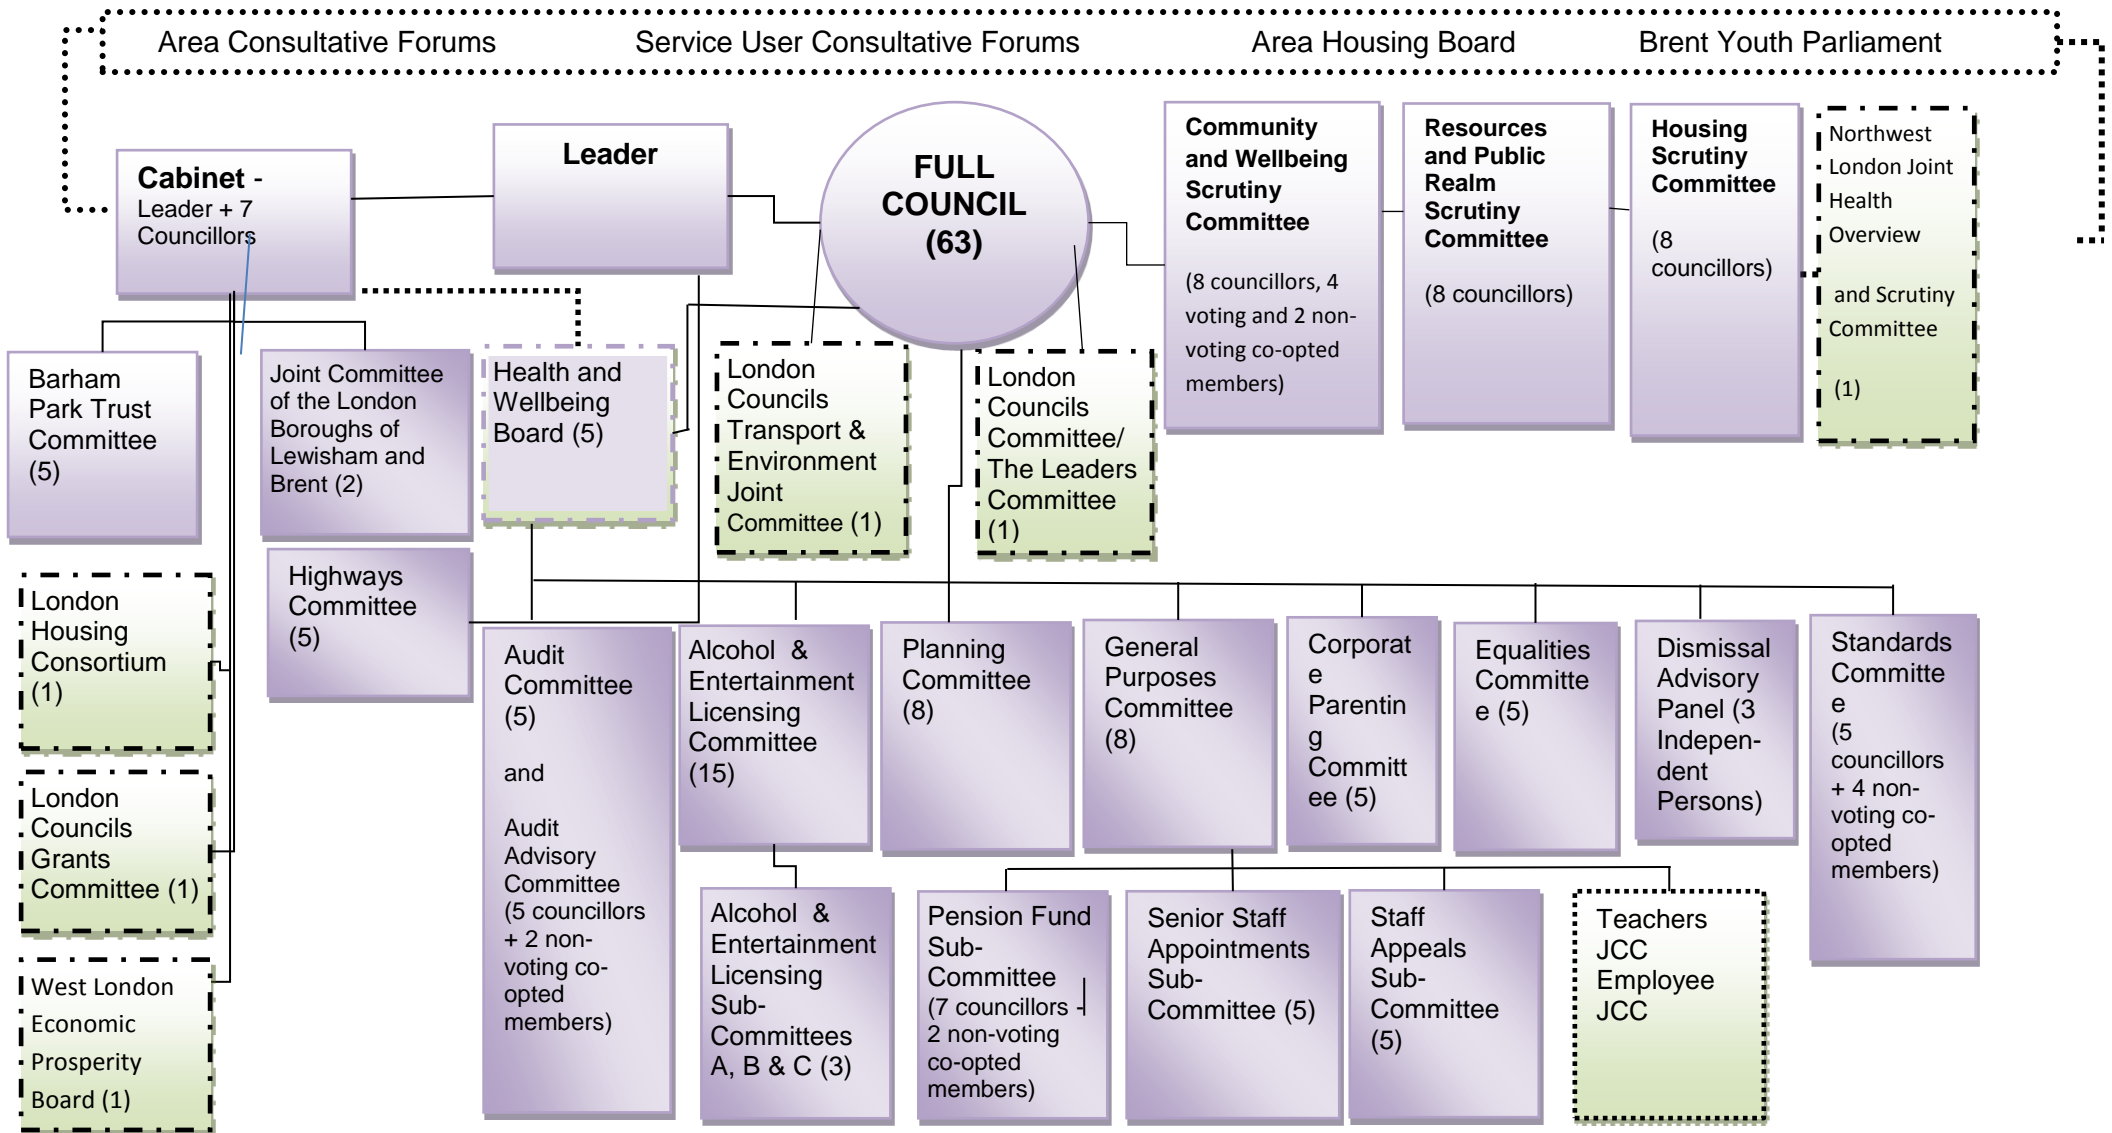 Area Consultative Forums
Service User Consultative Forums
Area Housing Board
Brent Youth Parliament
Cabinet -
Leader + 7
Councillors
Leader
FULL
COUNCIL
(63)
Community
and Wellbeing
Scrutiny
Committee
(8 councillors, 4
voting and 2 non-
voting co-opted
members)
Resources
and Public
Realm
Scrutiny
Committee
(8 councillors)
Housing
Scrutiny
Committee
(8
councillors)
Northwest
London Joint
Health
Overview
and Scrutiny
Committee
(1)
Barham
Park Trust
Committee
(5)
Joint Committee
of the London
Boroughs of
Lewisham and
Brent (2)
Health and
Wellbeing
Board (5)
London
Councils
Transport &
Environment
Joint
Committee (1)
London
Councils
Committee/
The Leaders
Committee
(1)
Highways
Committee
(5)
London
Housing
Consortium
(1)
London
Councils
Grants
Committee (1)
West London
Economic
Prosperity
Board (1)
Audit
Committee
(5)
and
Audit
Advisory
Committee
(5 councillors
+ 2 non-
voting co-
opted
members)
Alcohol &
Entertainment
Licensing
Committee
(15)
Planning
Committee
(8)
General
Purposes
Committee
(8)
Corporat
e
Parentin
g
Committ
ee (5)
Equalities
Committe
e (5)
Dismissal
Advisory
Panel (3
Indepen-
dent
Persons)
Standards
Committe
e
(5
councillors
+ 4 non-
voting co-
opted
members)
Alcohol &
Entertainment
Licensing
Sub-
Committees
A, B & C (3)
Pension Fund
Sub-
Committee
(7 councillors -
2 non-voting
co-opted
members)
Senior Staff
Appointments
Sub-
Committee (5)
Staff
Appeals
Sub-
Committee
(5)
Teachers
JCC
Employee
JCC